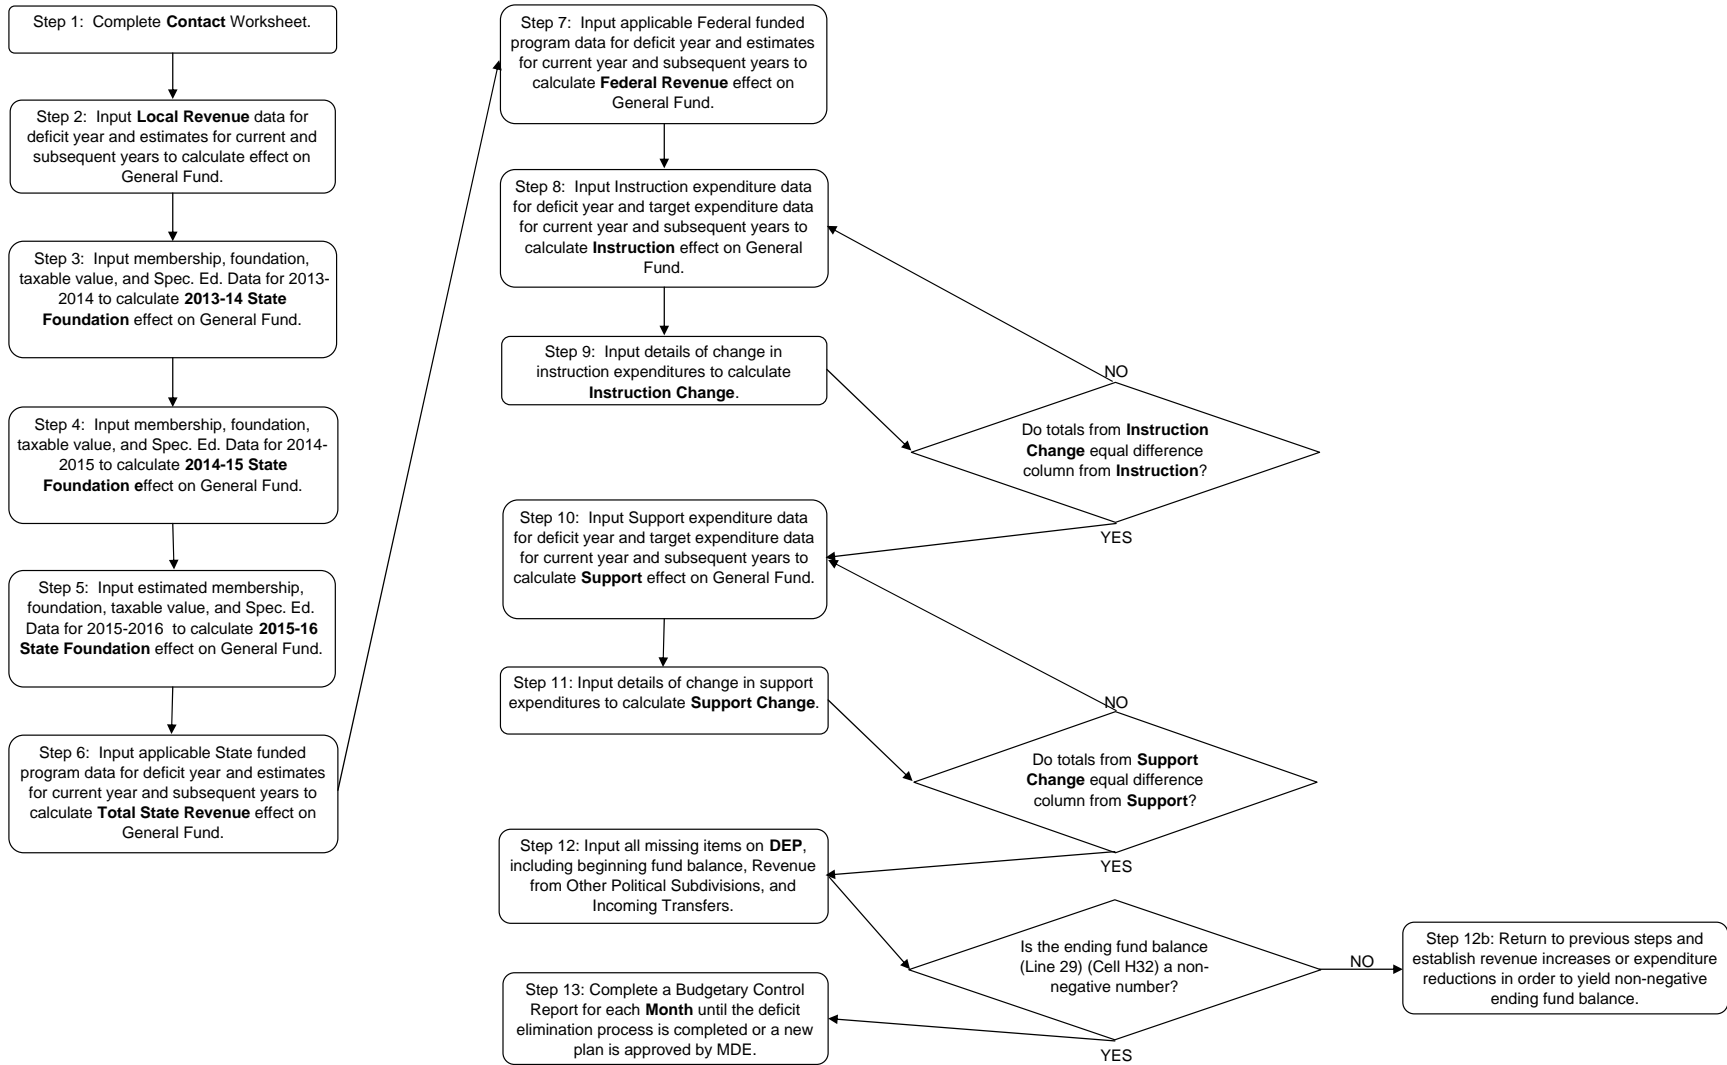 Step 1: Complete Contact Worksheet.
Step 2: Input Local Revenue data for
deficit year and estimates for current and
subsequent years to calculate effect on
General Fund.
Step 3: Input membership, foundation,
taxable value, and Spec. Ed. Data for 2013-
2014 to calculate 2013-14 State
Foundation effect on General Fund.
Step 4: Input membership, foundation,
taxable value, and Spec. Ed. Data for 2014-
2015 to calculate 2014-15 State
Foundation effect on General Fund.
Step 5: Input estimated membership,
foundation, taxable value, and Spec. Ed.
Data for 2015-2016 to calculate 2015-16
State Foundation effect on General Fund.
Step 6: Input applicable State funded
program data for deficit year and estimates
for current year and subsequent years to
calculate Total State Revenue effect on
General Fund.
Step 7: Input applicable Federal funded
program data for deficit year and estimates
for current year and subsequent years to
calculate Federal Revenue effect on
General Fund.
Step 8: Input Instruction expenditure data
for deficit year and target expenditure data
for current year and subsequent years to
calculate Instruction effect on General
Fund.
Step 9: Input details of change in
instruction expenditures to calculate
Instruction Change.
NO
Do totals from Instruction
Change equal difference
column from Instruction?
YES
Step 10: Input Support expenditure data
for deficit year and target expenditure data
for current year and subsequent years to
calculate Support effect on General Fund.
Step 11: Input details of change in support
expenditures to calculate Support Change.
NO
Do totals from Support
Change equal difference
column from Support?
YES
Step 12: Input all missing items on DEP,
including beginning fund balance, Revenue
from Other Political Subdivisions, and
Incoming Transfers.
Is the ending fund balance
(Line 29) (Cell H32) a non-
negative number?
NO
Step 12b: Return to previous steps and
establish revenue increases or expenditure
reductions in order to yield non-negative
ending fund balance.
YES
Step 13: Complete a Budgetary Control
Report for each Month until the deficit
elimination process is completed or a new
plan is approved by MDE.